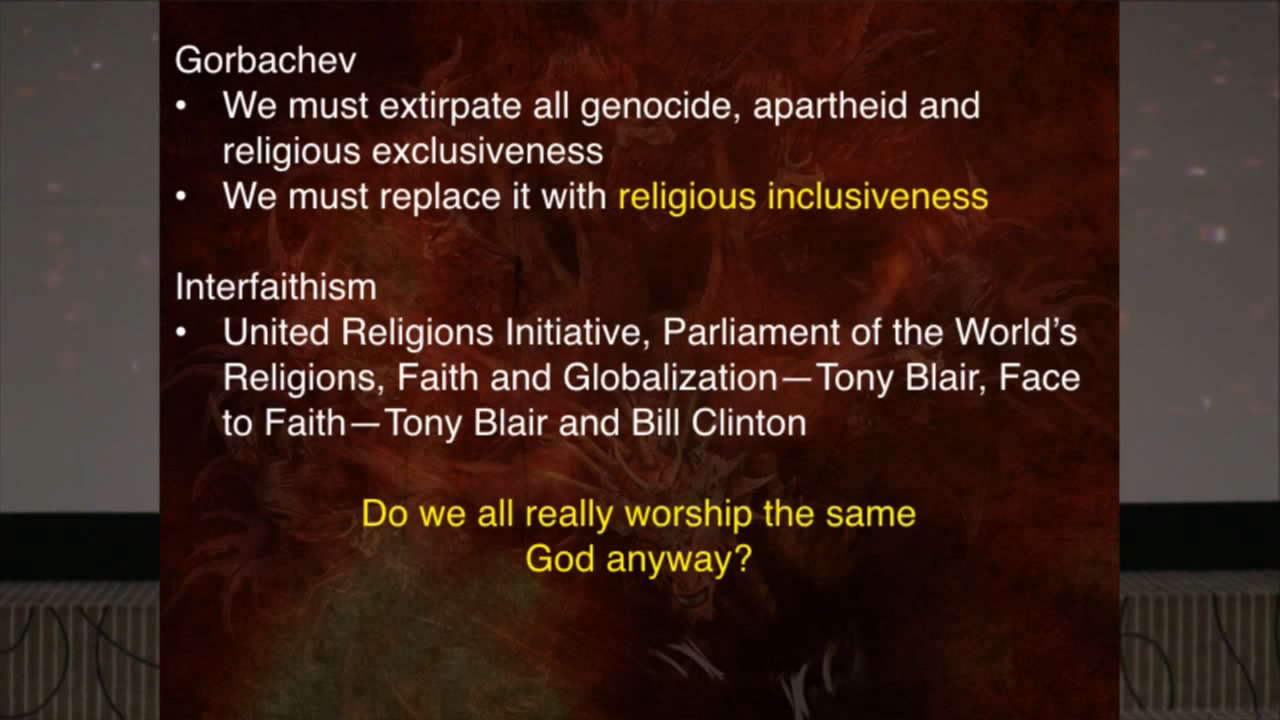 Gorbachev
• We must extirpate all genocide, apartheid and
religious exclusiveness
• We must replace it with religious inclusiveness
Interfaithism
• United Religions Initiative, Parliament of the World’s
Religions, Faith and Globalization—Tony Blair, Face
to Faith—Tony Blair and Bill Clinton
Do we all really worship the same
God anyway?